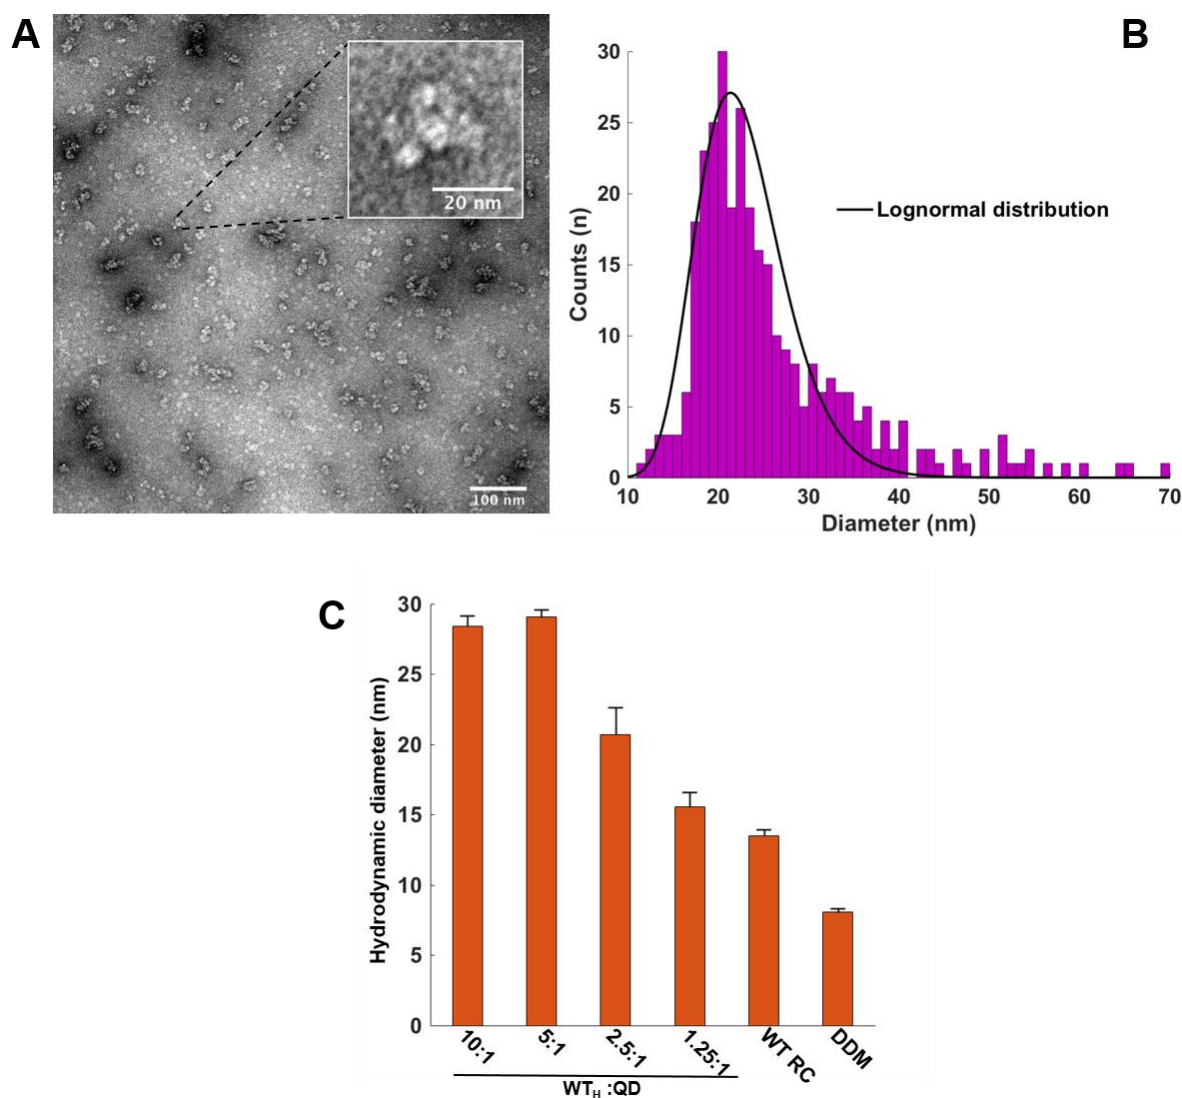 A
20 nm
100 nm
B
30
25
20
15
10
5
0
Counts (n)
Lognormal distribution
10 20 30 40 50 60 70
Diameter (nm)
C
30
25
20
15
10
5
0
Hydrodynamic diameter (nm)
10:1 5:1 2.5:1 1.25:1 WT RC DDM
WTH :QD